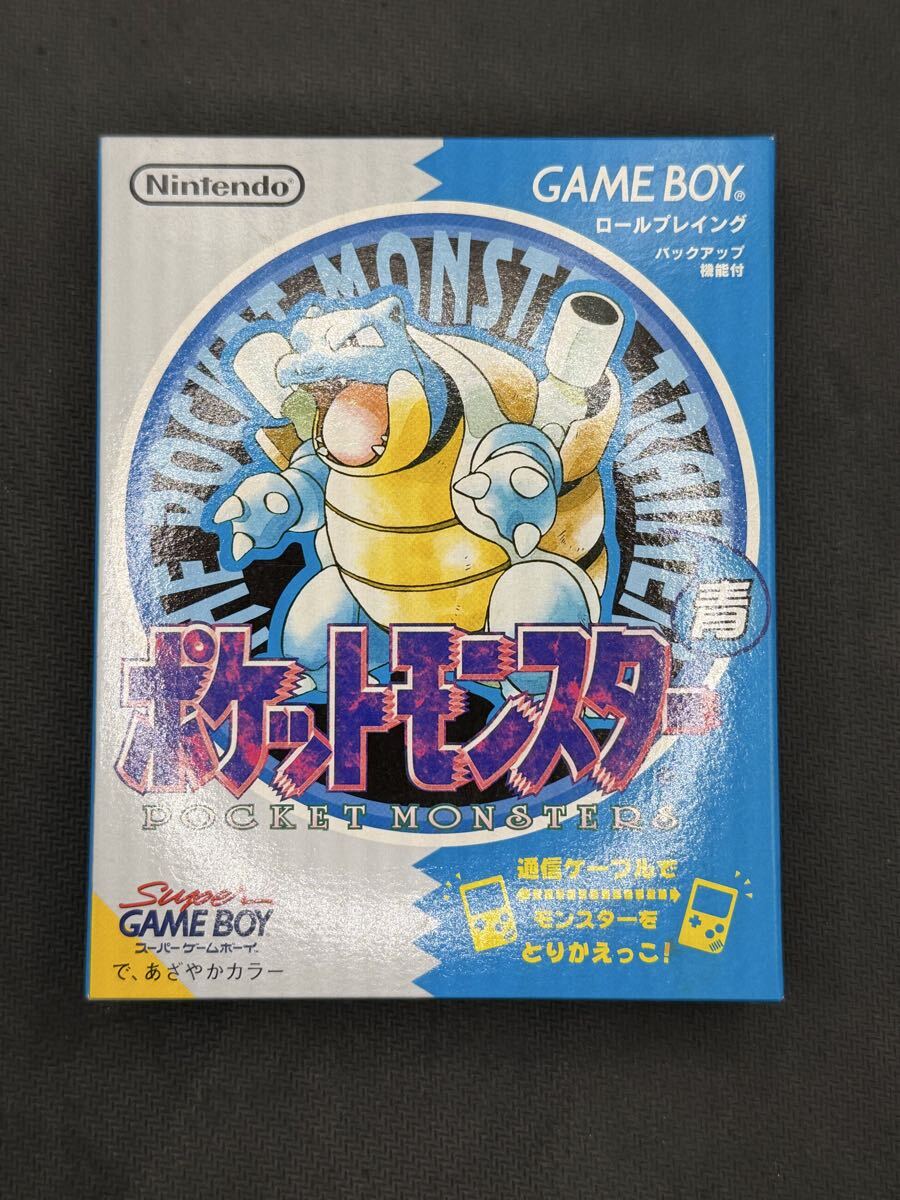 Nintendo®
GAME BOY®
ロールプレイング
バックアップ
機能付
THE POCKET MONSTER TRAINER
青
ポケットモンスター
POCKET MONSTERS
通信ケーブルで
モンスターを
とりかえっこ!
Super
GAME BOY
スーパーゲームボーイ
で、あざやかカラー